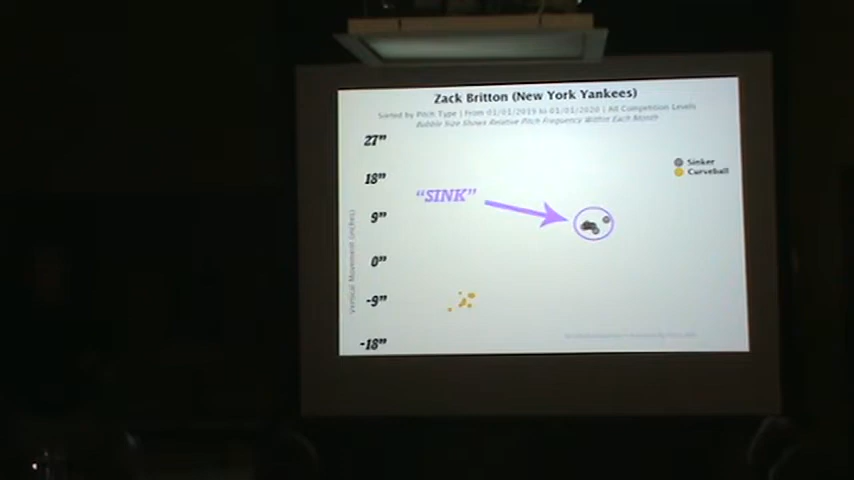 Zack Britton (New York Yankees)
Sorted by Pitch Type | From 01/01/2019 to 01/01/2020 | All Competition Levels
Bubble Size Shows Relative Pitch Frequency Within Each Month
27"
18"
9"
0"
-9"
-18"
Vertical Movement (inches)
"SINK"
Sinker
Curveball